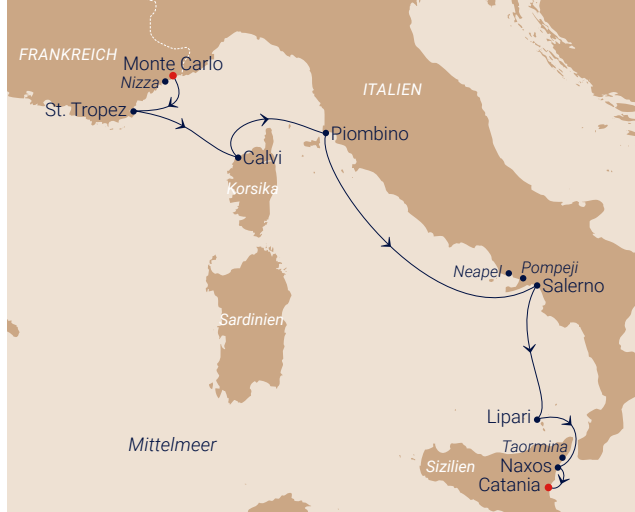 FRANKREICH
Monte Carlo
Nizza
ITALIEN
St. Tropez
Piombino
Calvi
Korsika
Pompeji
Neapel
Salerno
Sardinien
Lipari
Mittelmeer
Taormina
Sizilien
Naxos
Catania